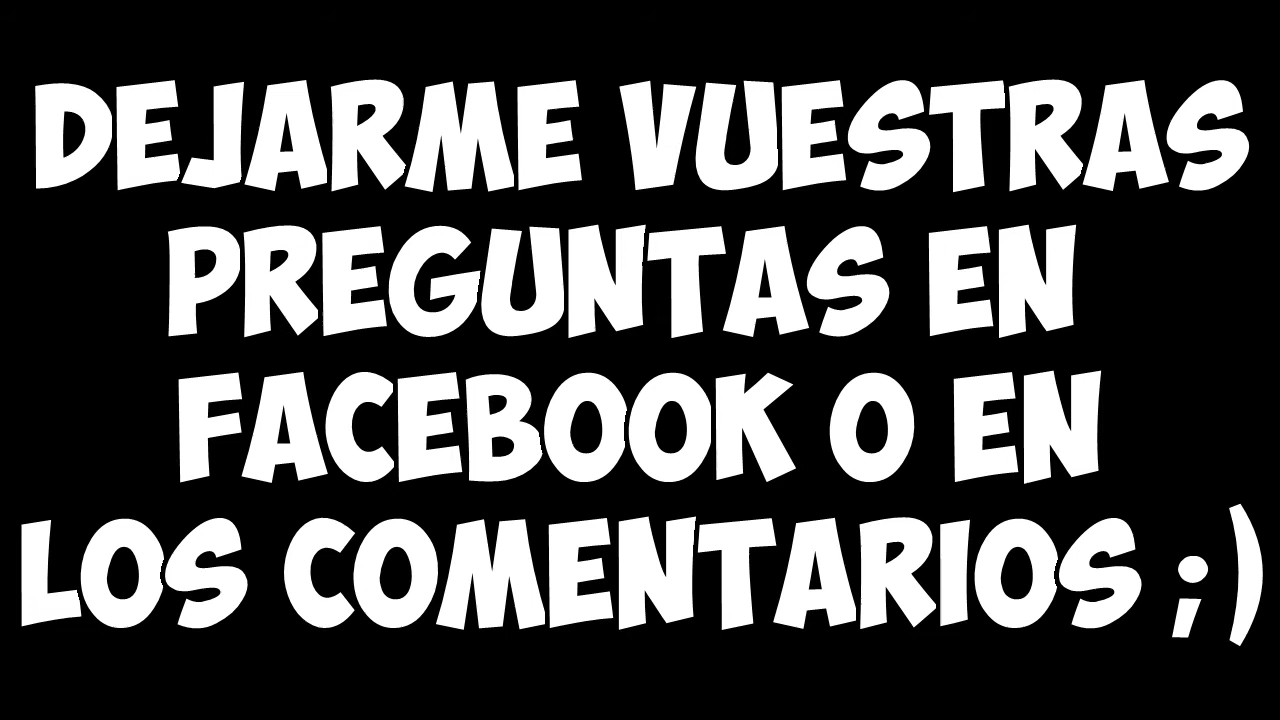 DEJARME VUESTRAS
PREGUNTAS EN
FACEBOOK O EN
LOS COMENTARIOS ;)